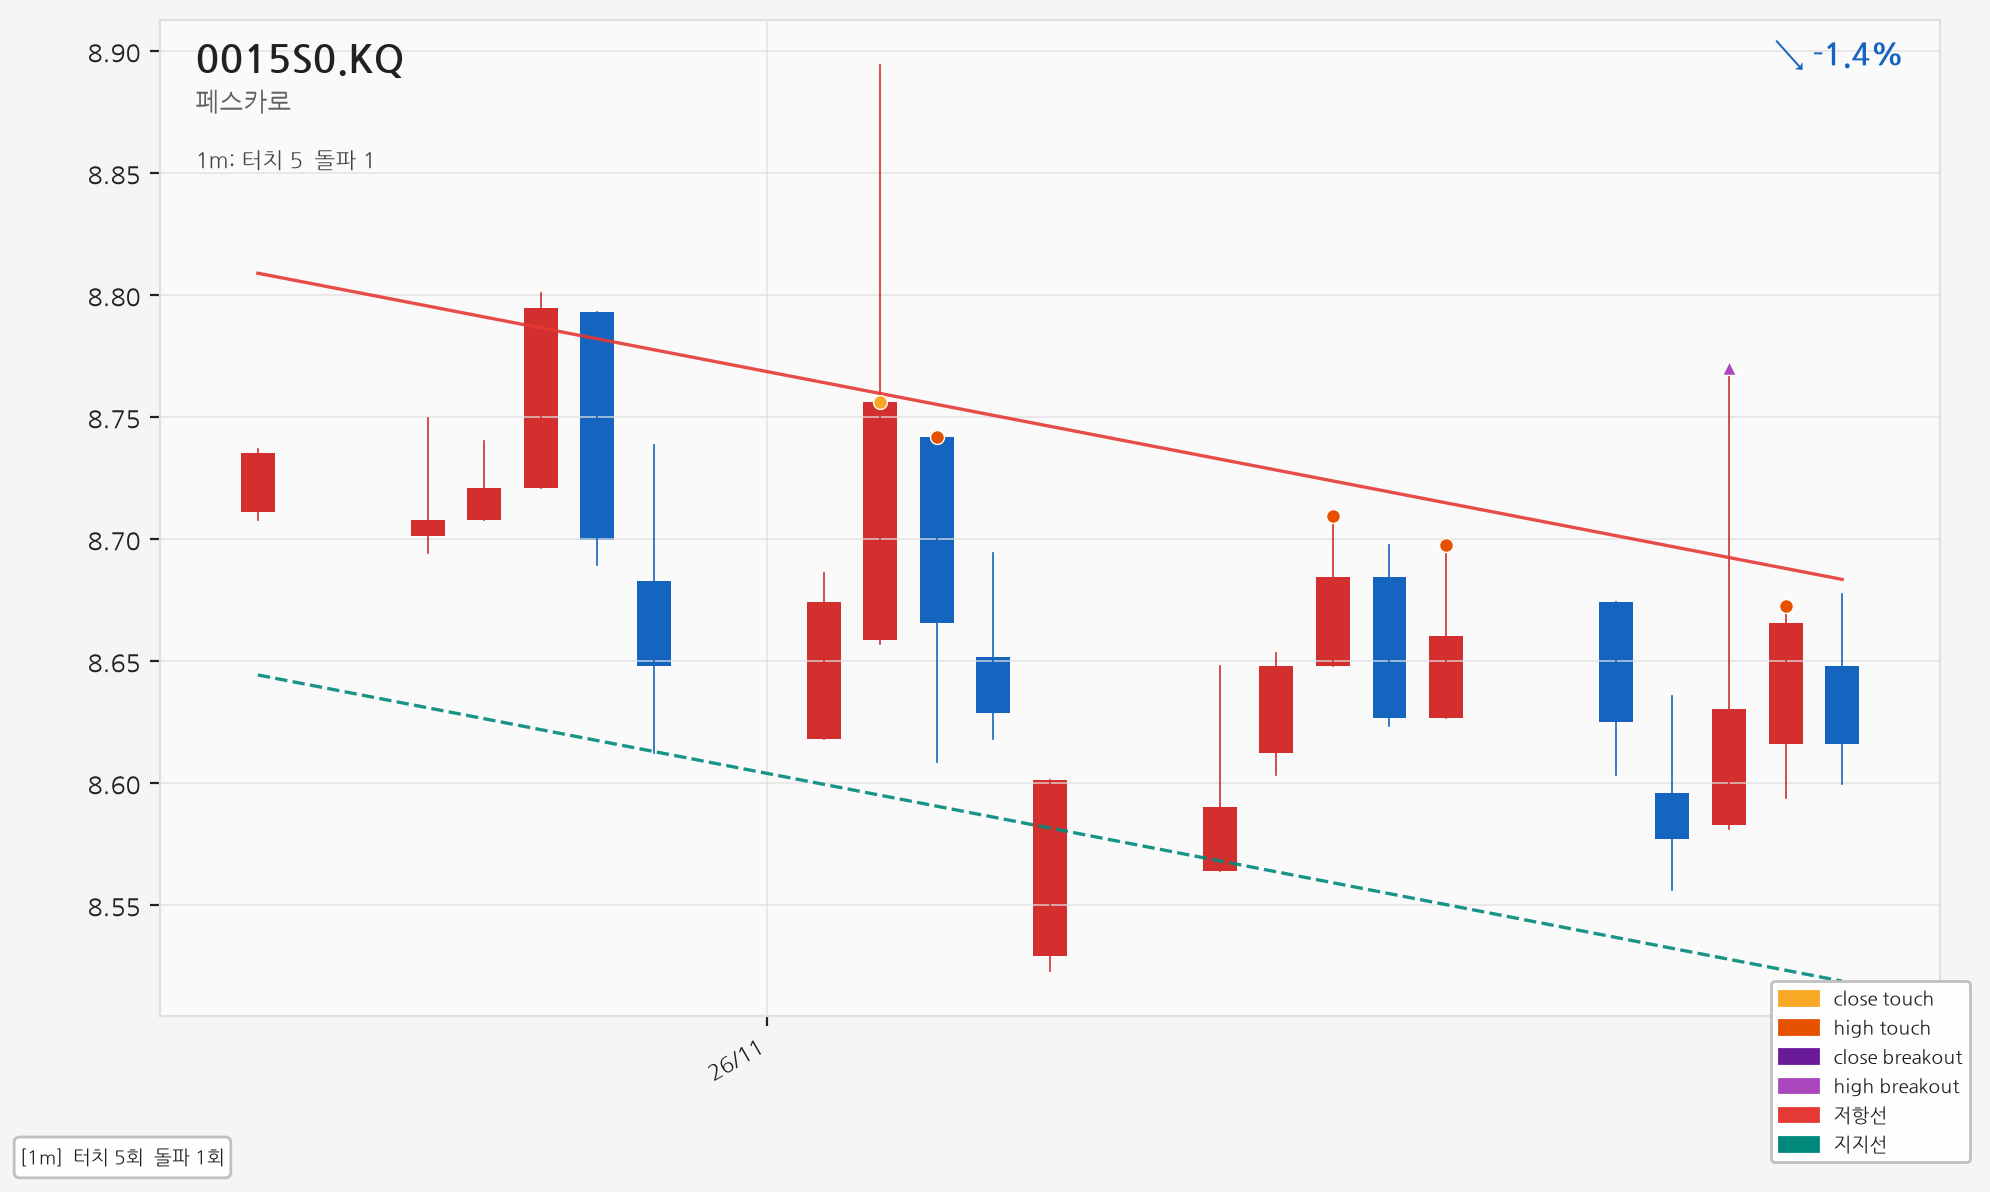 0015S0.KQ
페스카로
1m: 터치 5 돌파 1
-1.4%
8.90
8.85
8.80
8.75
8.70
8.65
8.60
8.55
26/11
close touch
high touch
close breakout
high breakout
저항선
지지선
[1m] 터치 5회 돌파 1회